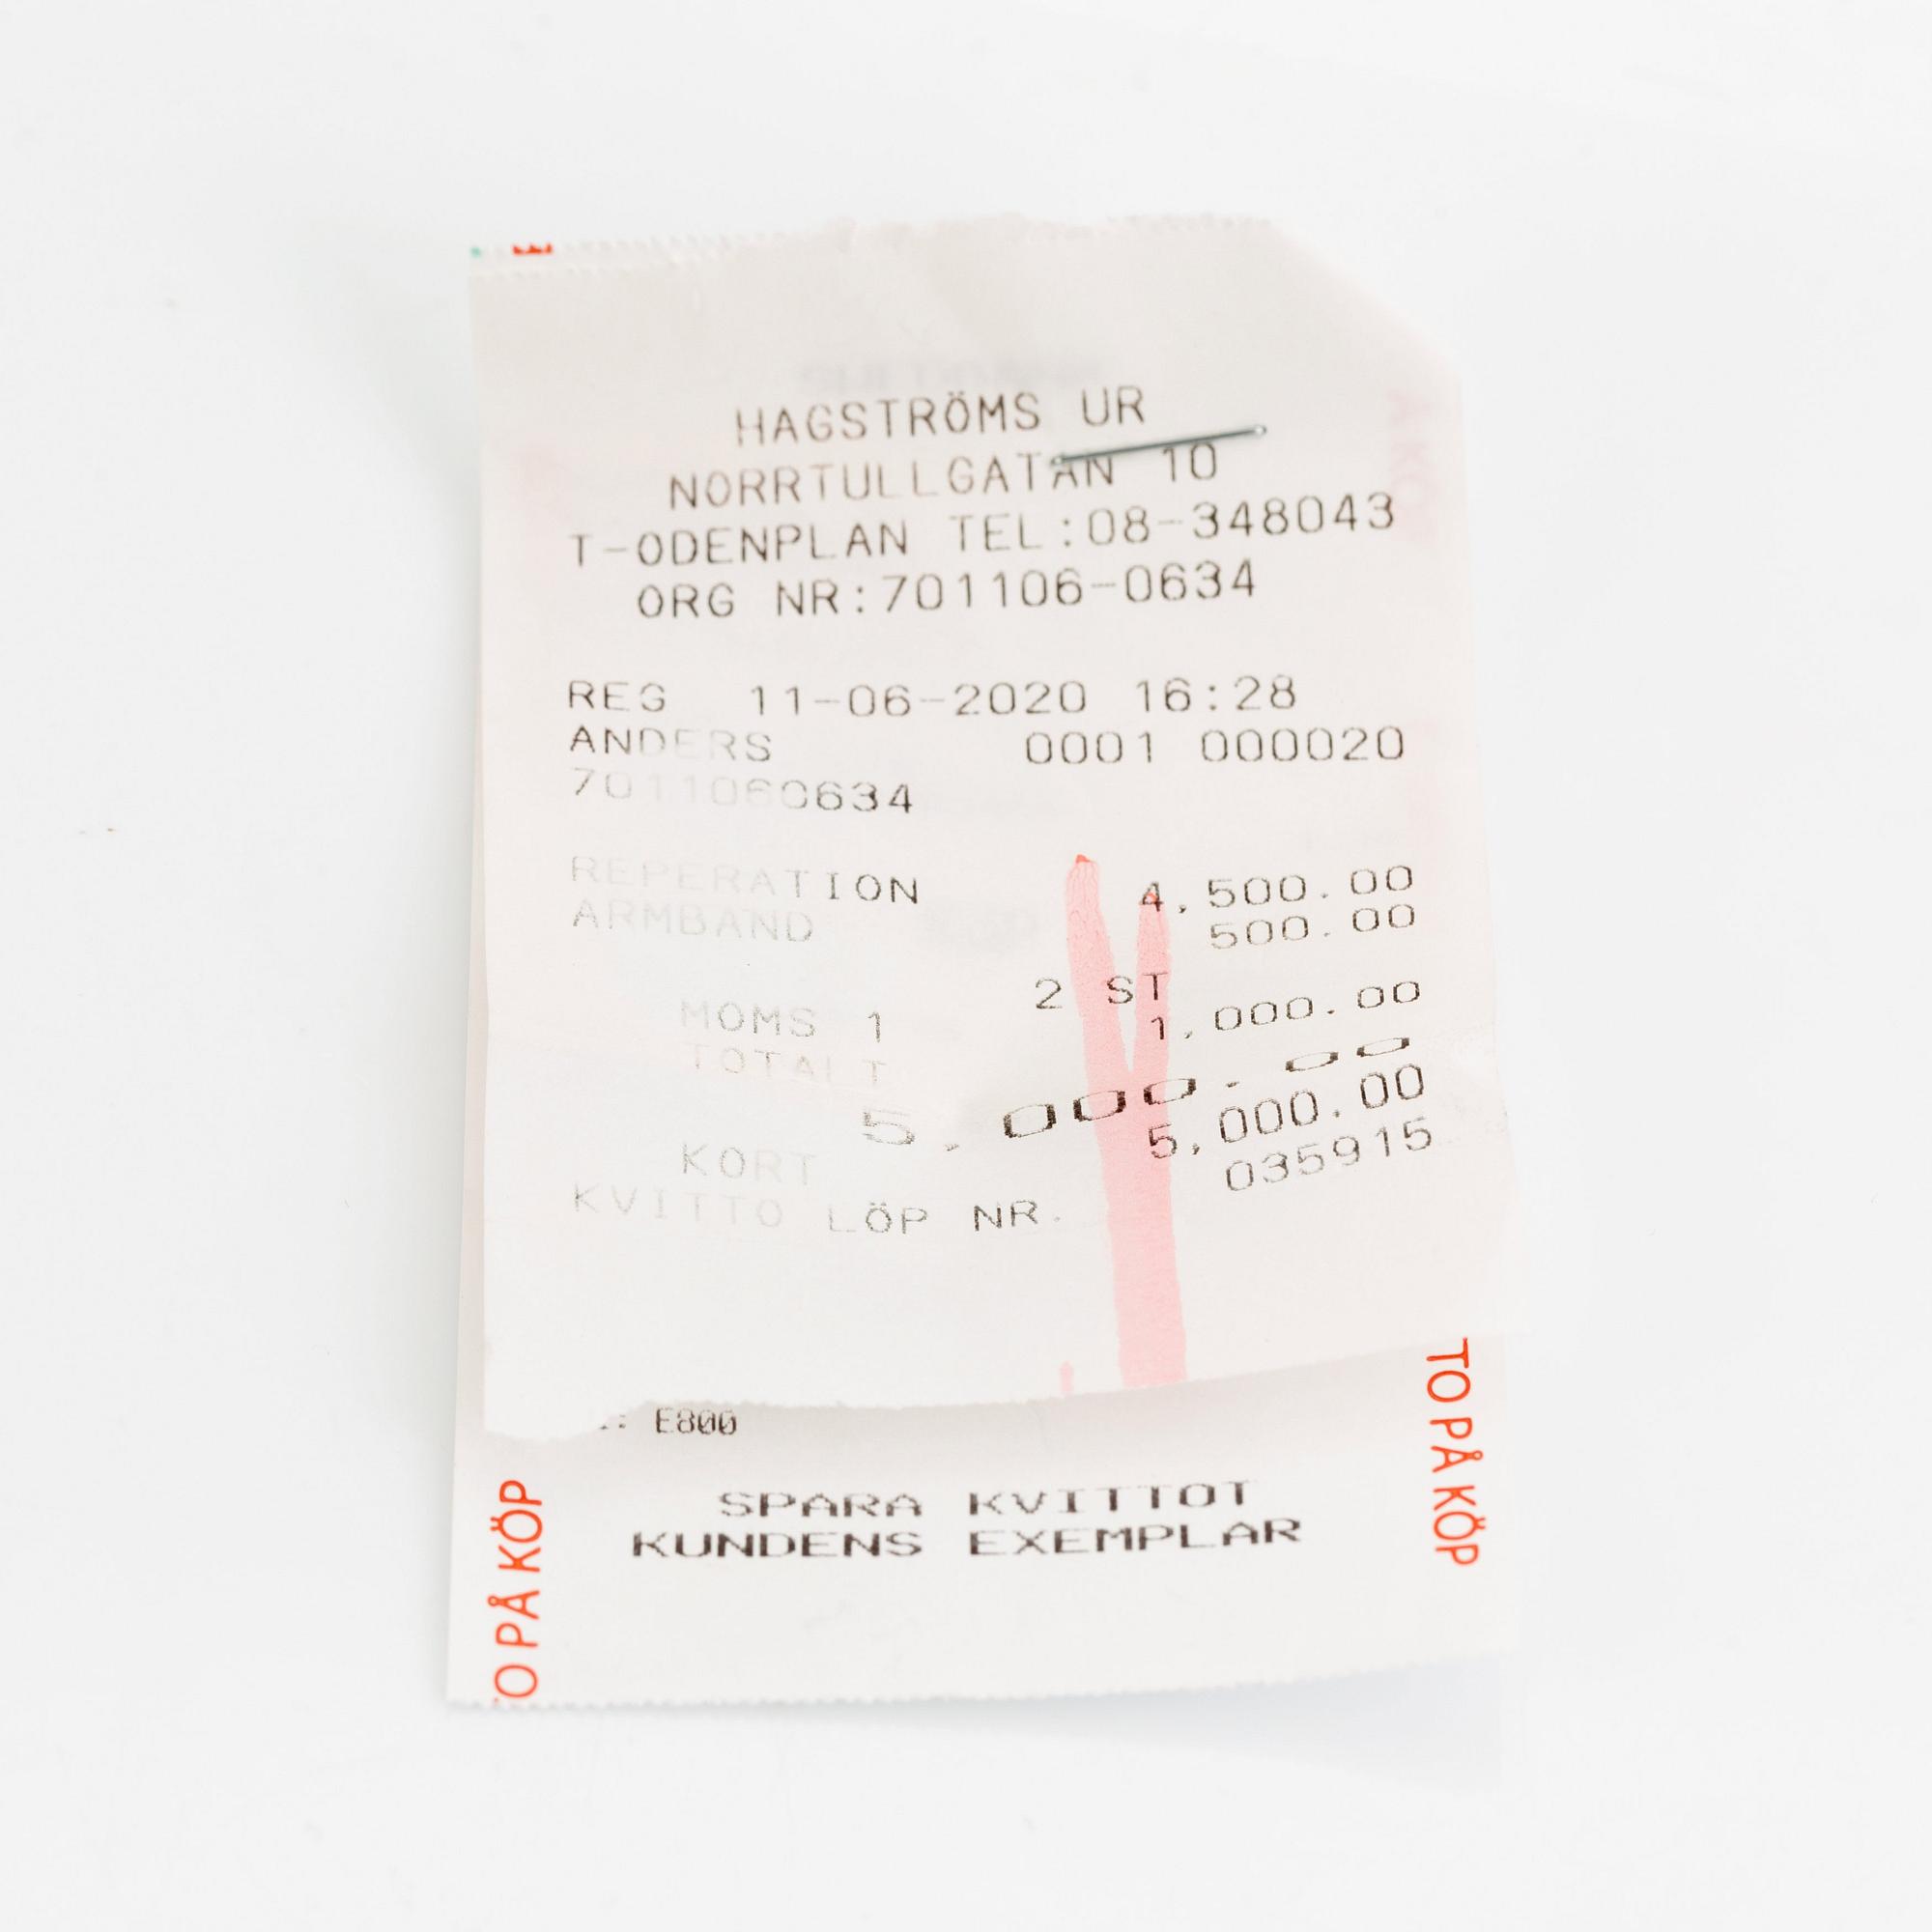 HAGSTRÖMS UR
NORRTULLGATAN 10
T-ODENPLAN TEL:08-348043
ORG NR:701106-0634
REG 11-06-2020 16:28
ANDERS 0001 000020
7011060634
REPERATION 4,500.00
ARMBAND 500.00
2 ST
MOMS 1 1,000.00
TOTALT
5,000.00
KORT 5,000.00
KVITTO LÖP NR. 035915
E800
SPARA KVITTOT
KUNDENS EXEMPLAR
TO PÅ KÖP
O PÅ KÖP